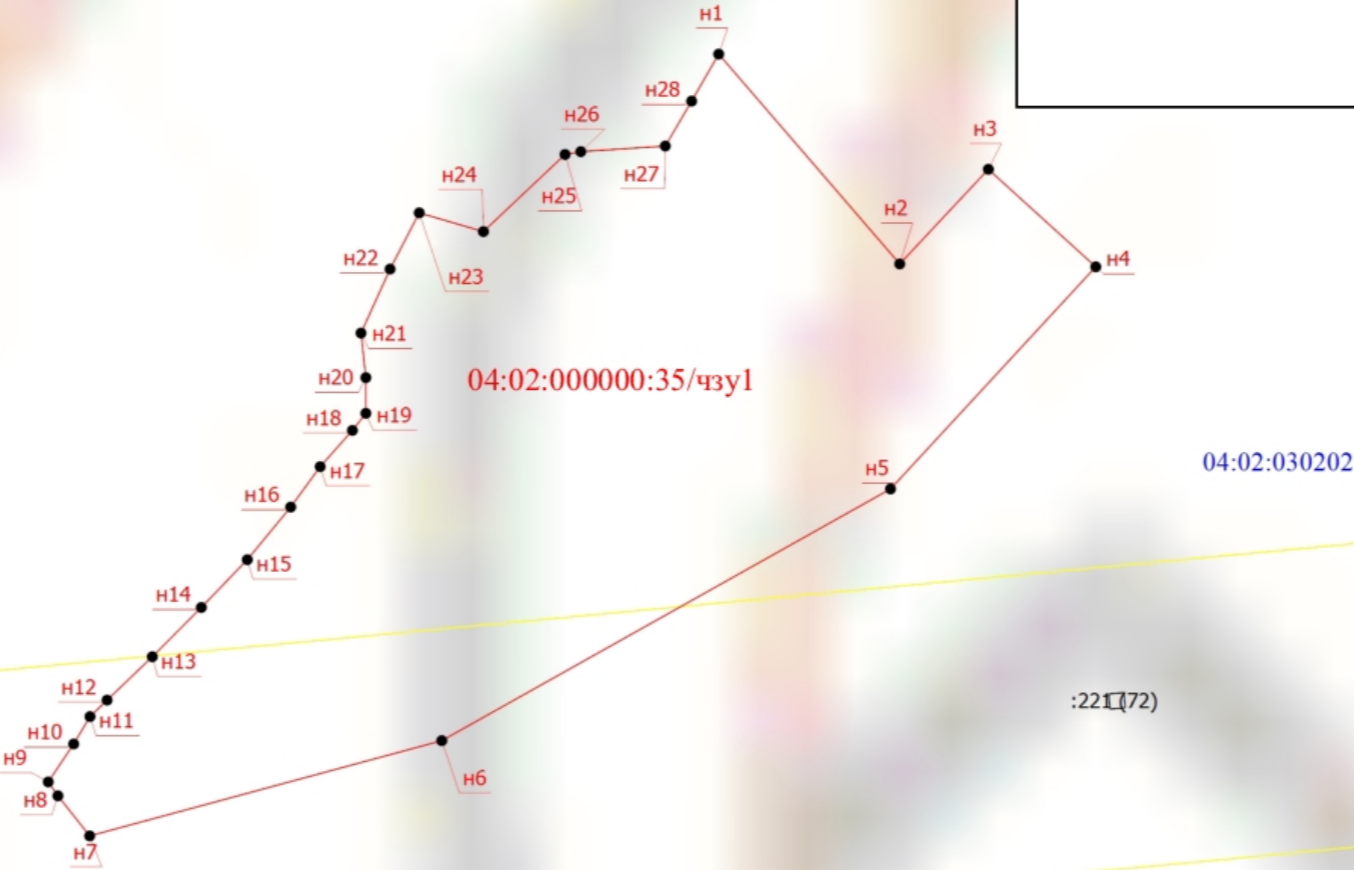 н1
н28
н26
н3
н27
н24
н25
н2
н22
н4
н23
н21
н20
04:02:000000:35/чзу1
н18
н19
04:02:030202
н17
н5
н16
н15
н14
н13
н12
:221(72)
н11
н10
н9
н6
н8
н7